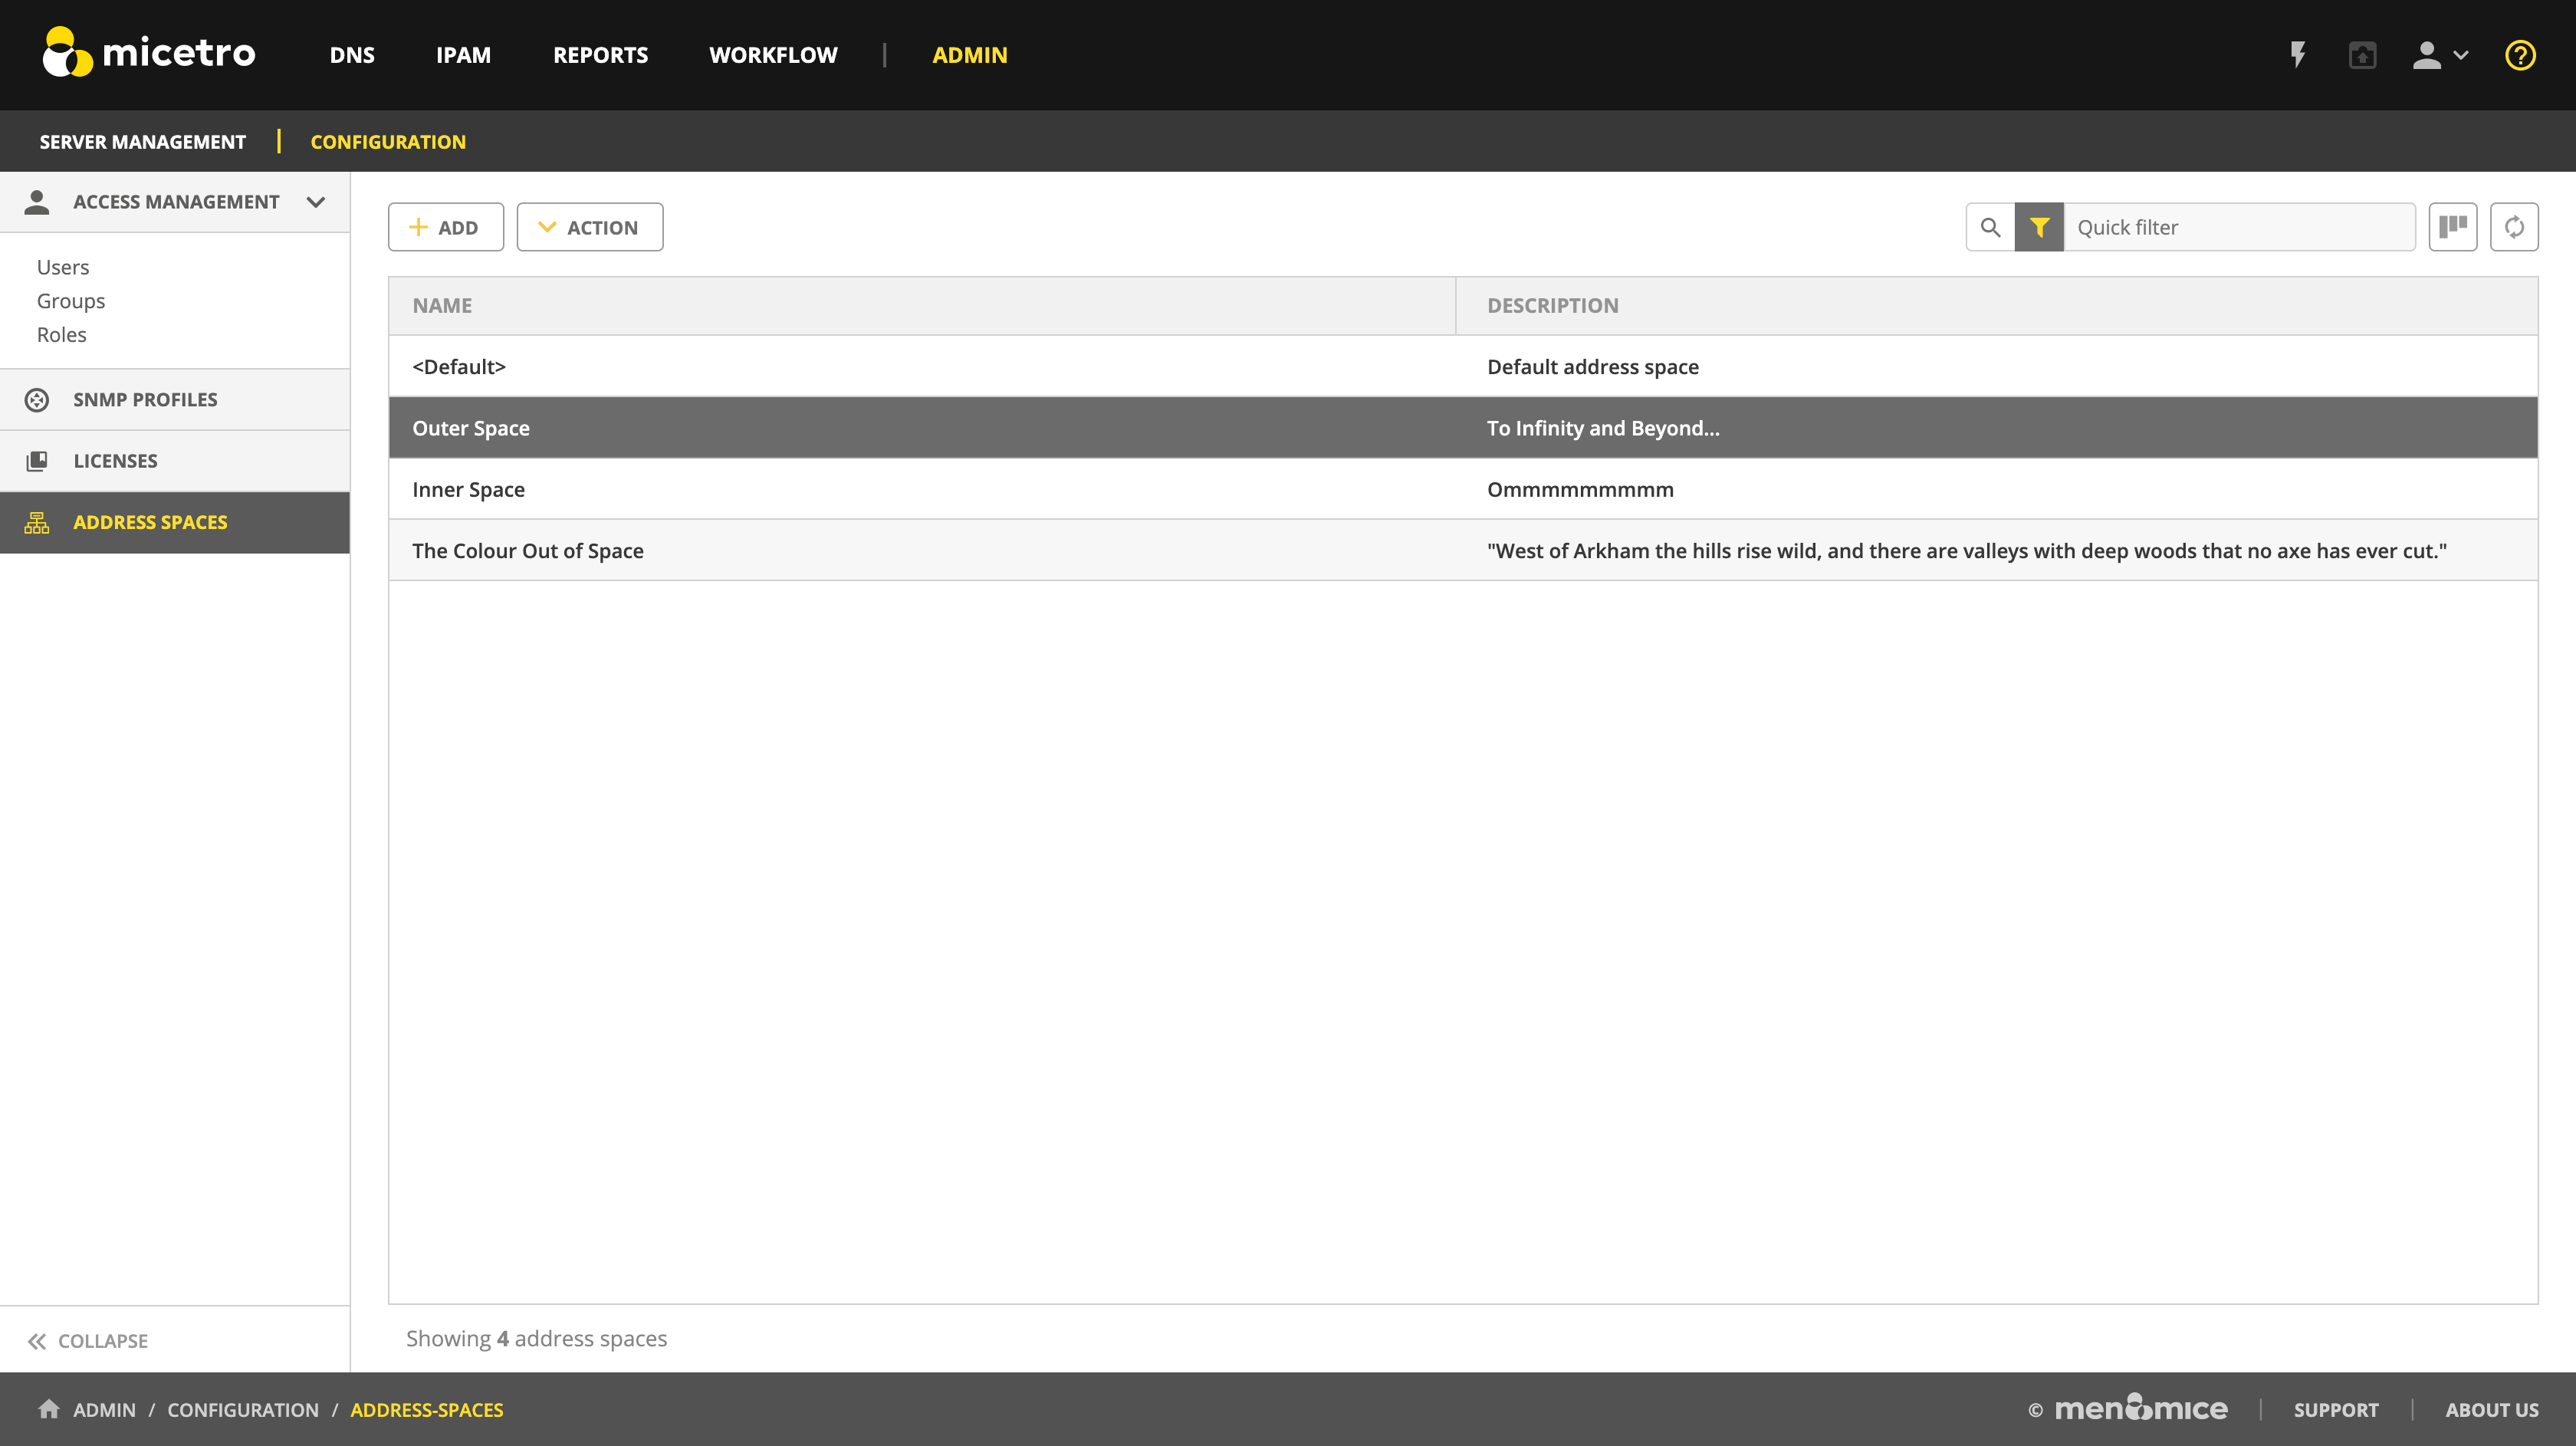 micetro DNS IPAM REPORTS WORKFLOW | ADMIN
SERVER MANAGEMENT | CONFIGURATION
ACCESS MANAGEMENT
Users
Groups
Roles
SNMP PROFILES
LICENSES
ADDRESS SPACES
ADD ACTION Quick filter
NAME DESCRIPTION
<Default> Default address space
Outer Space To Infinity and Beyond...
Inner Space Ommmmmmmmm
The Colour Out of Space "West of Arkham the hills rise wild, and there are valleys with deep woods that no axe has ever cut."
COLLAPSE
Showing 4 address spaces
ADMIN / CONFIGURATION / ADDRESS-SPACES
© men&mice | SUPPORT | ABOUT US